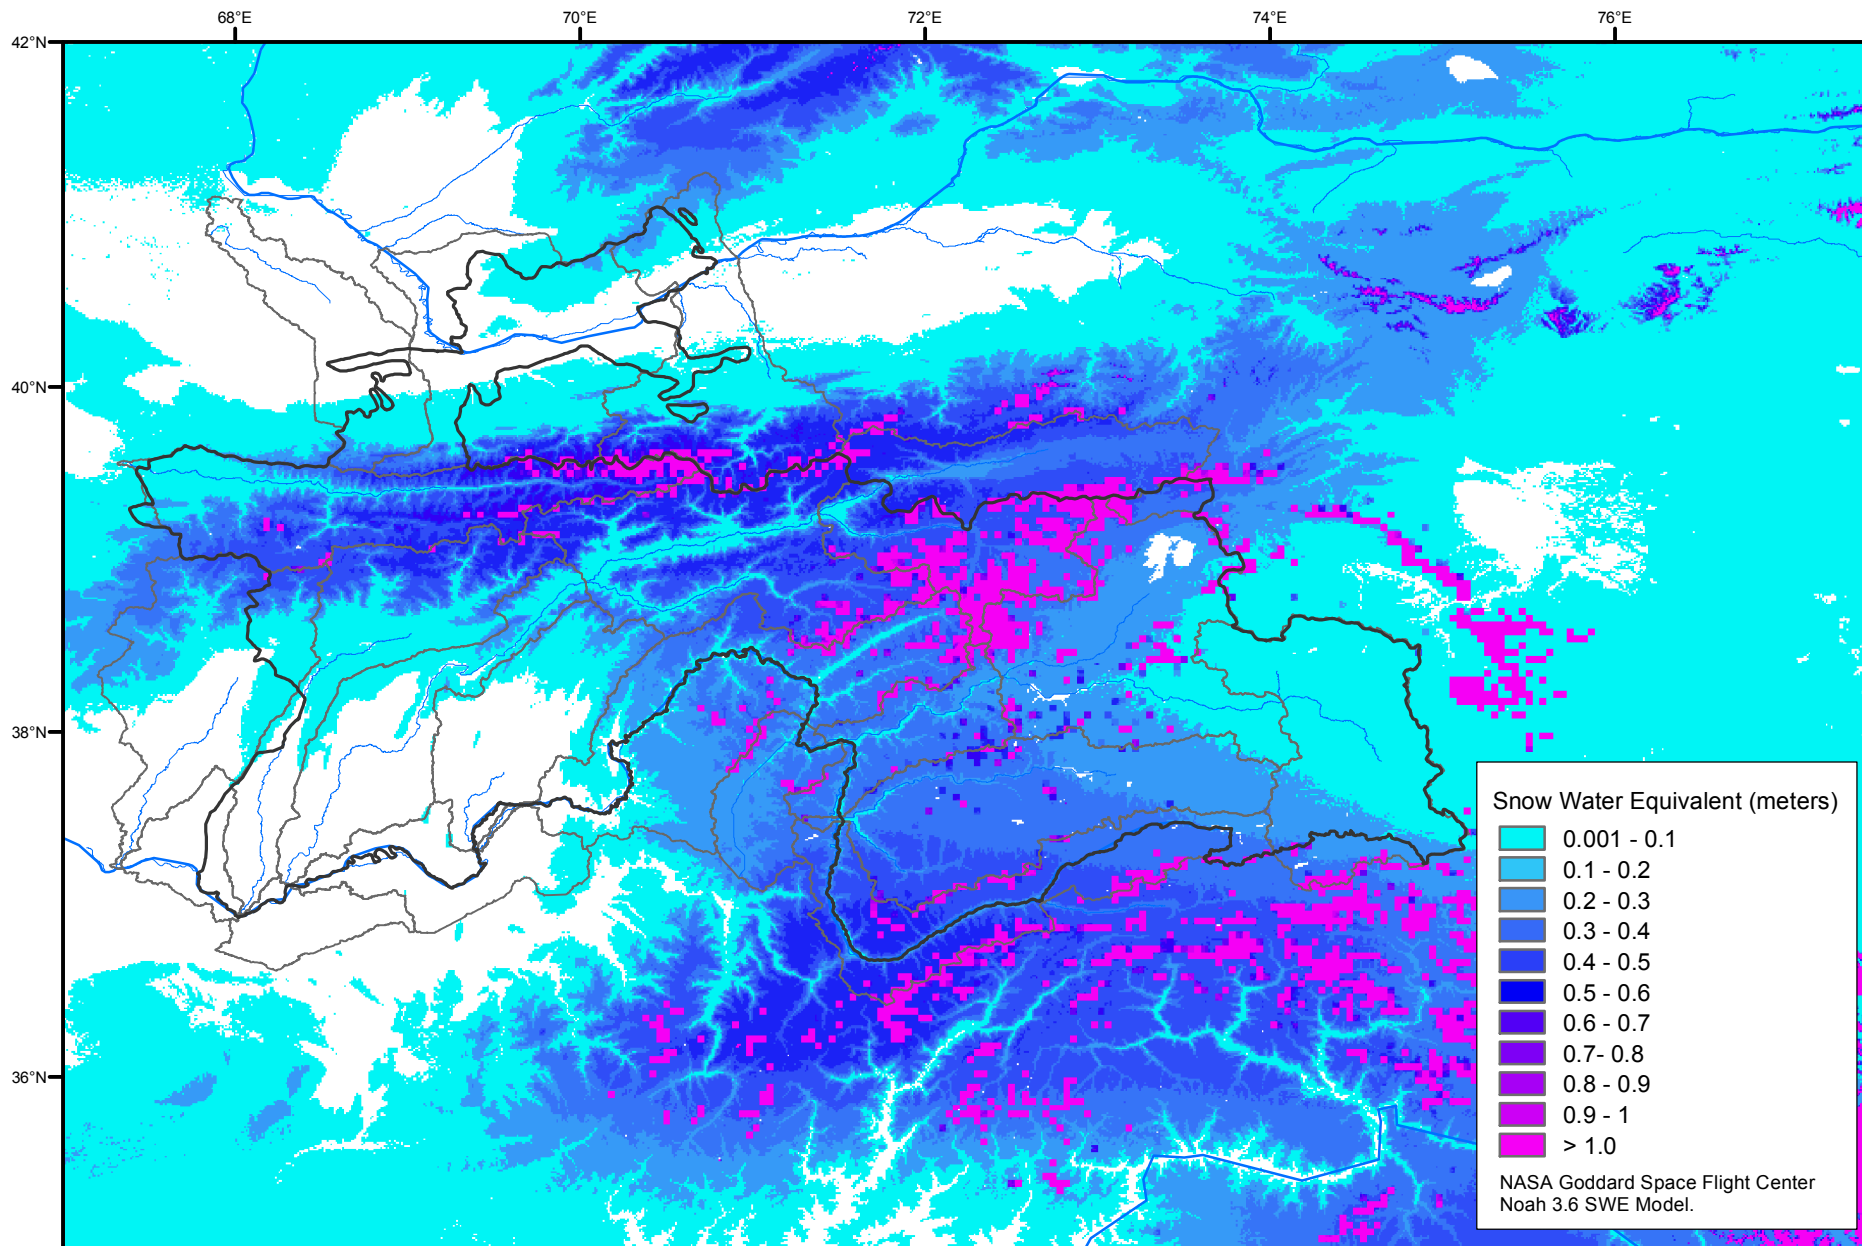 68°E 70°E 72°E 74°E 76°E
42°N
40°N
38°N
36°N
Snow Water Equivalent (meters)
0.001 - 0.1
0.1 - 0.2
0.2 - 0.3
0.3 - 0.4
0.4 - 0.5
0.5 - 0.6
0.6 - 0.7
0.7- 0.8
0.8 - 0.9
0.9 - 1
> 1.0
NASA Goddard Space Flight Center
Noah 3.6 SWE Model.